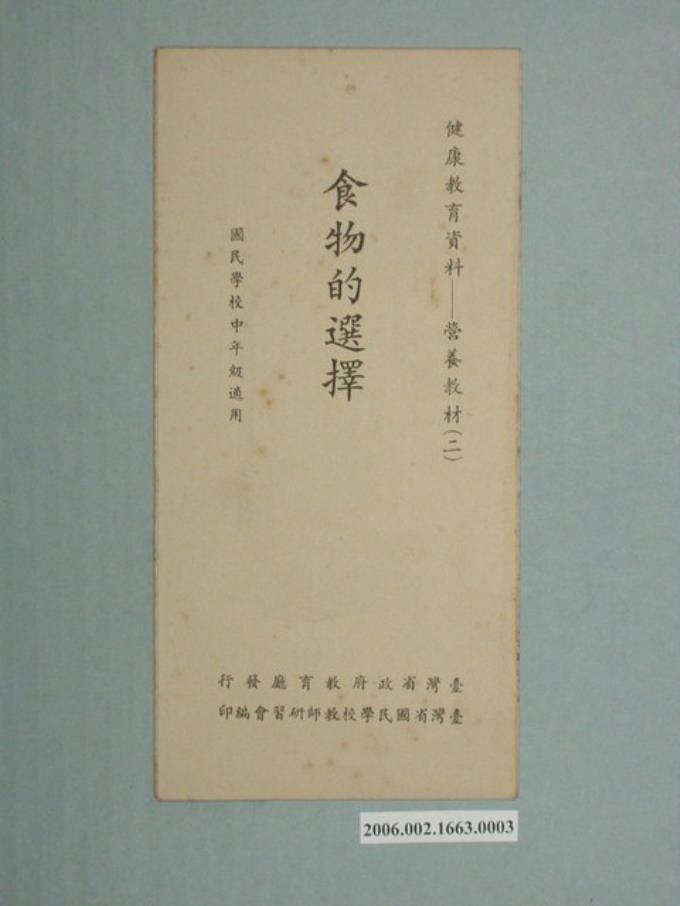 健康教育資料——營養教材(二)
食物的選擇
國民學校中年級適用
臺灣省政府教育廳發行
臺灣省國民學校教師研習會編印
2006.002.1663.0003